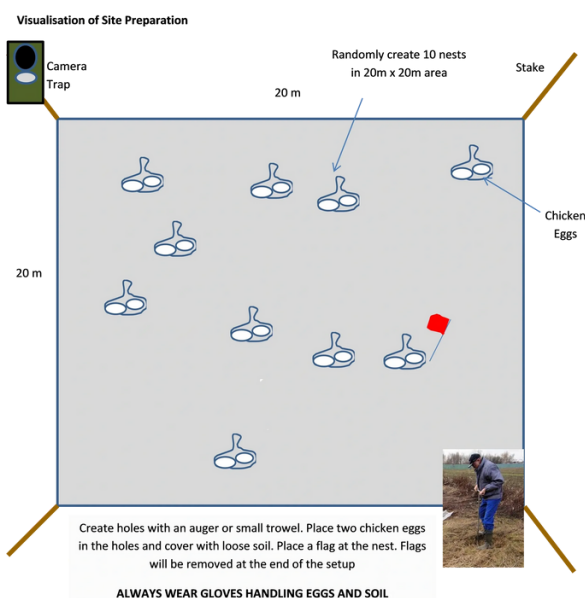 Visualisation of Site Preparation
Camera
Trap
Randomly create 10 nests
in 20m x 20m area
Stake
20 m
Chicken
Eggs
20 m
Create holes with an auger or small trowel. Place two chicken eggs
in the holes and cover with loose soil. Place a flag at the nest. Flags
will be removed at the end of the setup
ALWAYS WEAR GLOVES HANDLING EGGS AND SOIL